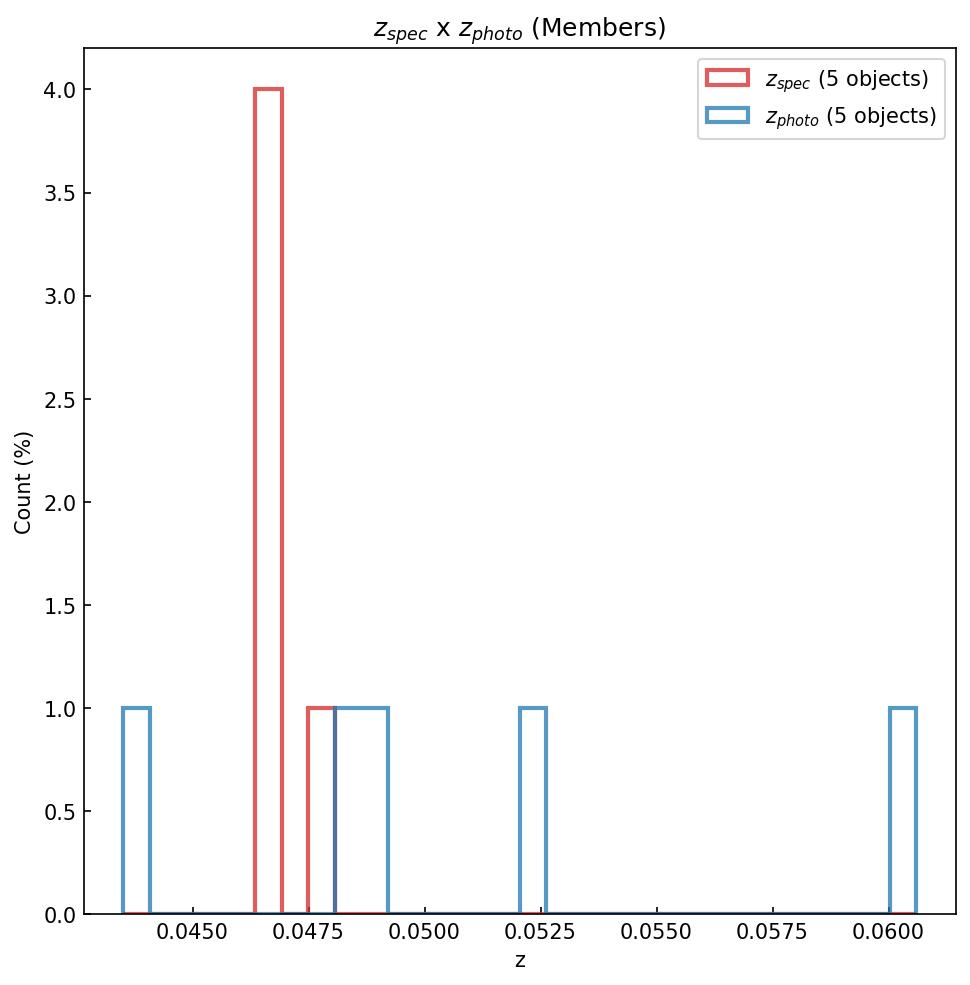 z_spec x z_photo (Members)
z_spec (5 objects)
z_photo (5 objects)
Count (%)
4.0
3.5
3.0
2.5
2.0
1.5
1.0
0.5
0.0
0.0450 0.0475 0.0500 0.0525 0.0550 0.0575 0.0600
z